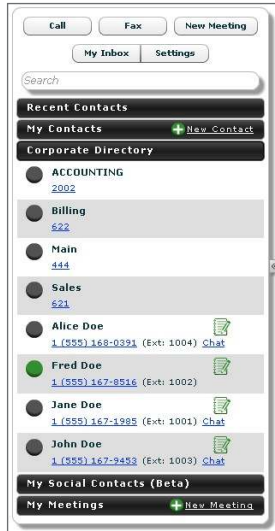 Call Fax New Meeting
My Inbox Settings
Search
Recent Contacts
My Contacts New Contact
Corporate Directory
ACCOUNTING
2002
Billing
622
Main
444
Sales
621
Alice Doe
1 (555) 168-0391 (Ext: 1004) Chat
Fred Doe
1 (555) 167-8516 (Ext: 1002)
Jane Doe
1 (555) 167-1985 (Ext: 1001) Chat
John Doe
1 (555) 167-9453 (Ext: 1003) Chat
My Social Contacts (Beta)
My Meetings New Meeting